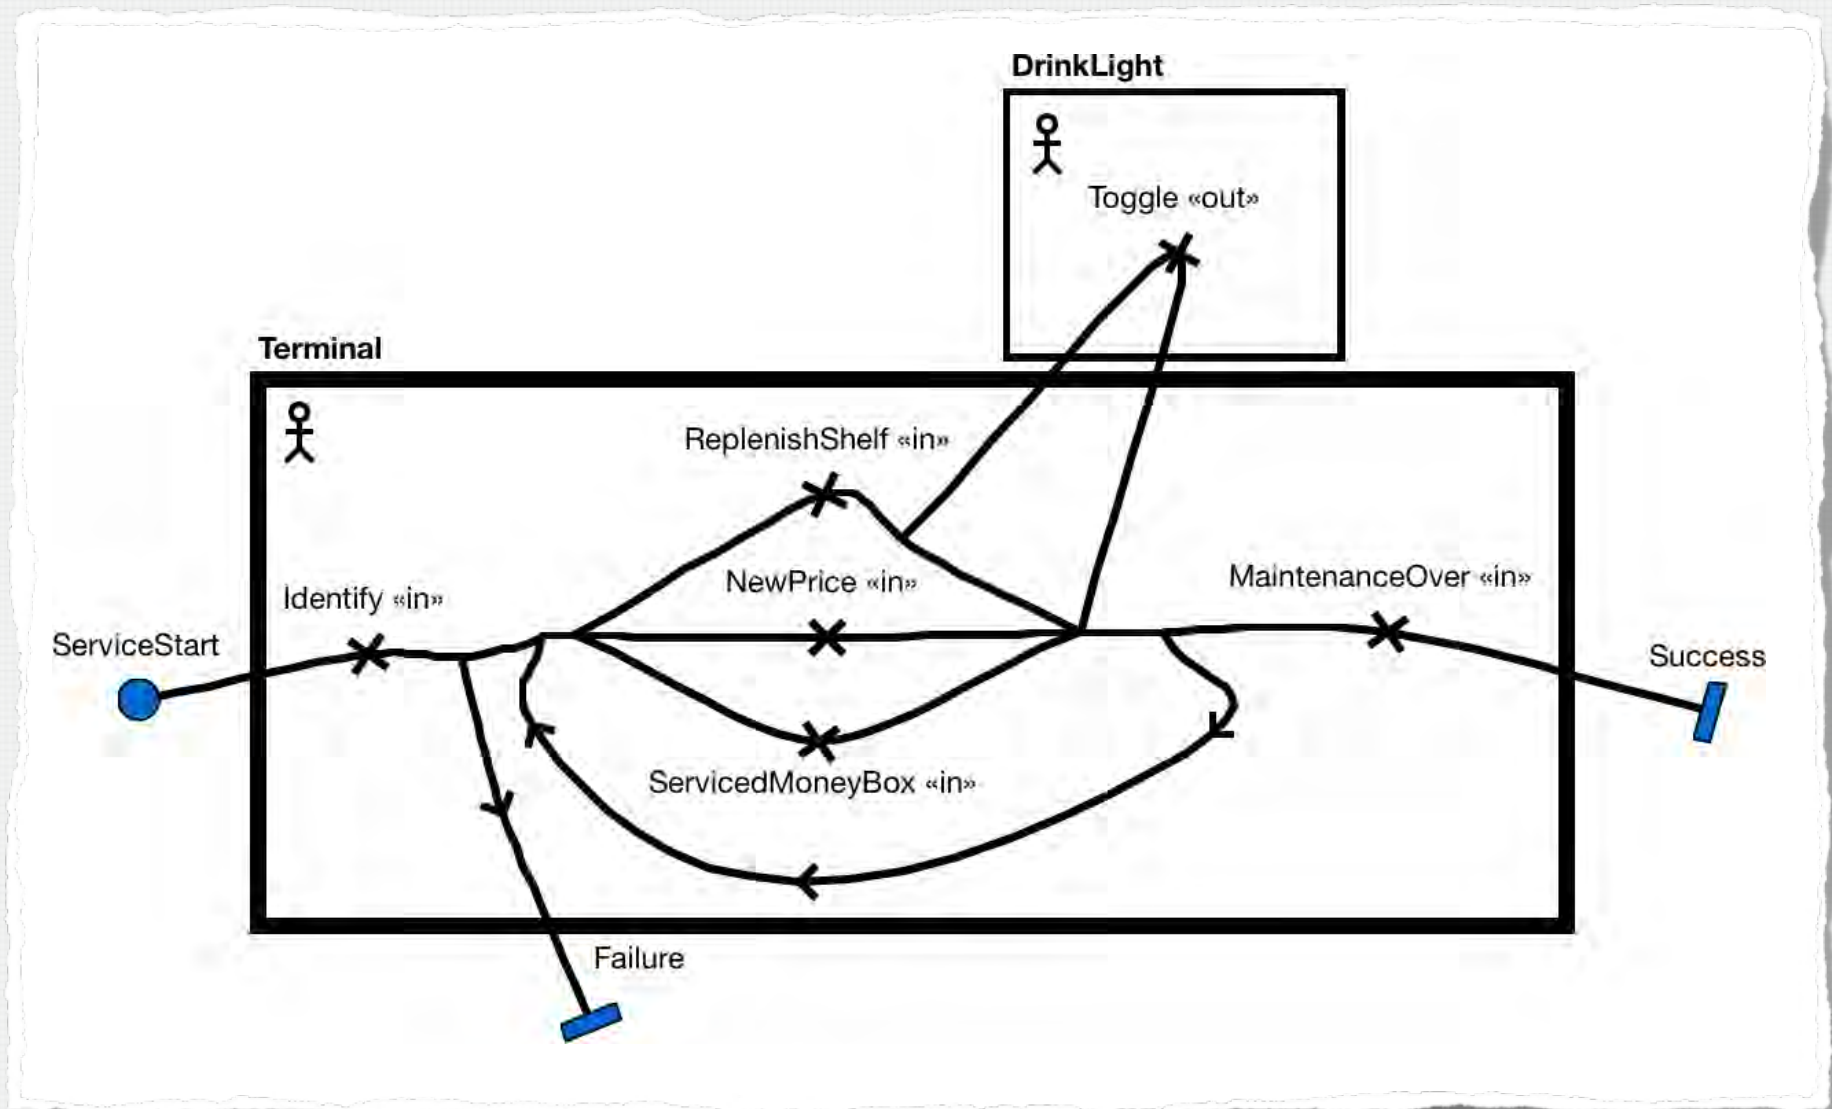 DrinkLight
Toggle «out»
Terminal
ReplenishShelf «in»
NewPrice «in»
MaintenanceOver «in»
Identify «in»
ServiceStart
Success
ServicedMoneyBox «in»
Failure